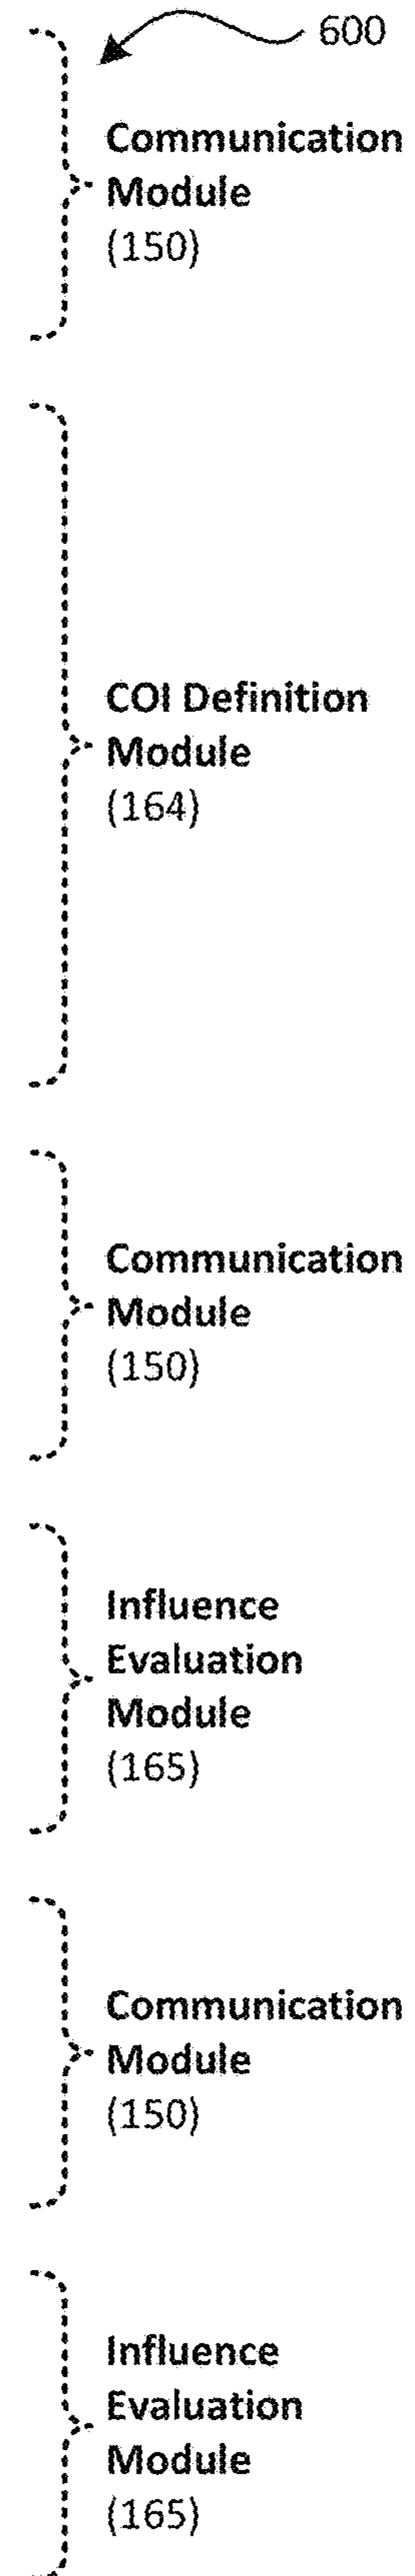 600
Communication
Module
(150)
COI Definition
Module
(164)
Communication
Module
(150)
Influence
Evaluation
Module
(165)
Communication
Module
(150)
Influence
Evaluation
Module
(165)